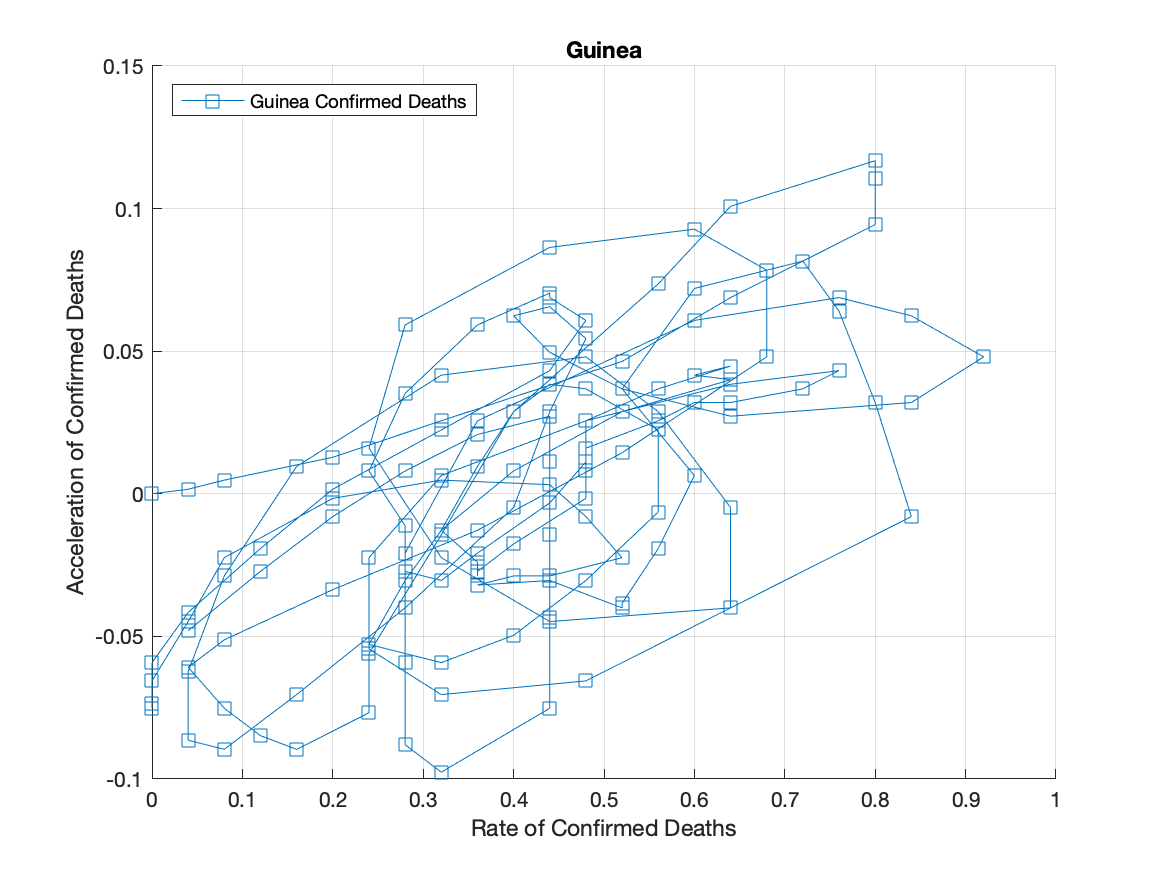 Guinea
0.15
Guinea Confirmed Deaths
0.1
0.05
0
-0.05
-0.1
Acceleration of Confirmed Deaths
0 0.1 0.2 0.3 0.4 0.5 0.6 0.7 0.8 0.9 1
Rate of Confirmed Deaths